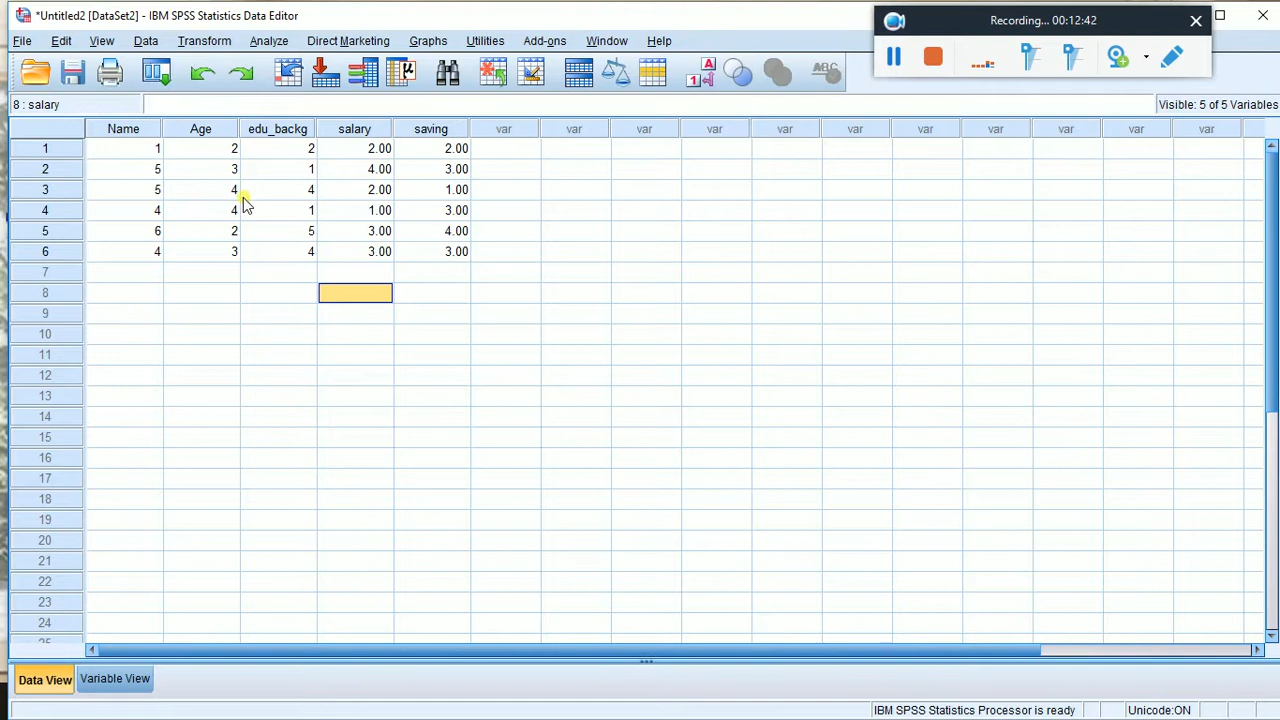 *Untitled2 [DataSet2] - IBM SPSS Statistics Data Editor
Recording... 00:12:42
File Edit View Data Transform Analyze Direct Marketing Graphs Utilities Add-ons Window Help
8 : salary
Visible: 5 of 5 Variables
Name Age edu_backg salary saving var var var var var var var var var var var
1 1 2 2 2.00 2.00
2 5 3 1 4.00 3.00
3 5 4 4 2.00 1.00
4 4 4 1 1.00 3.00
5 6 2 5 3.00 4.00
6 4 3 4 3.00 3.00
7
8
9
10
11
12
13
14
15
16
17
18
19
20
21
22
23
24
25
Data View Variable View
IBM SPSS Statistics Processor is ready Unicode:ON